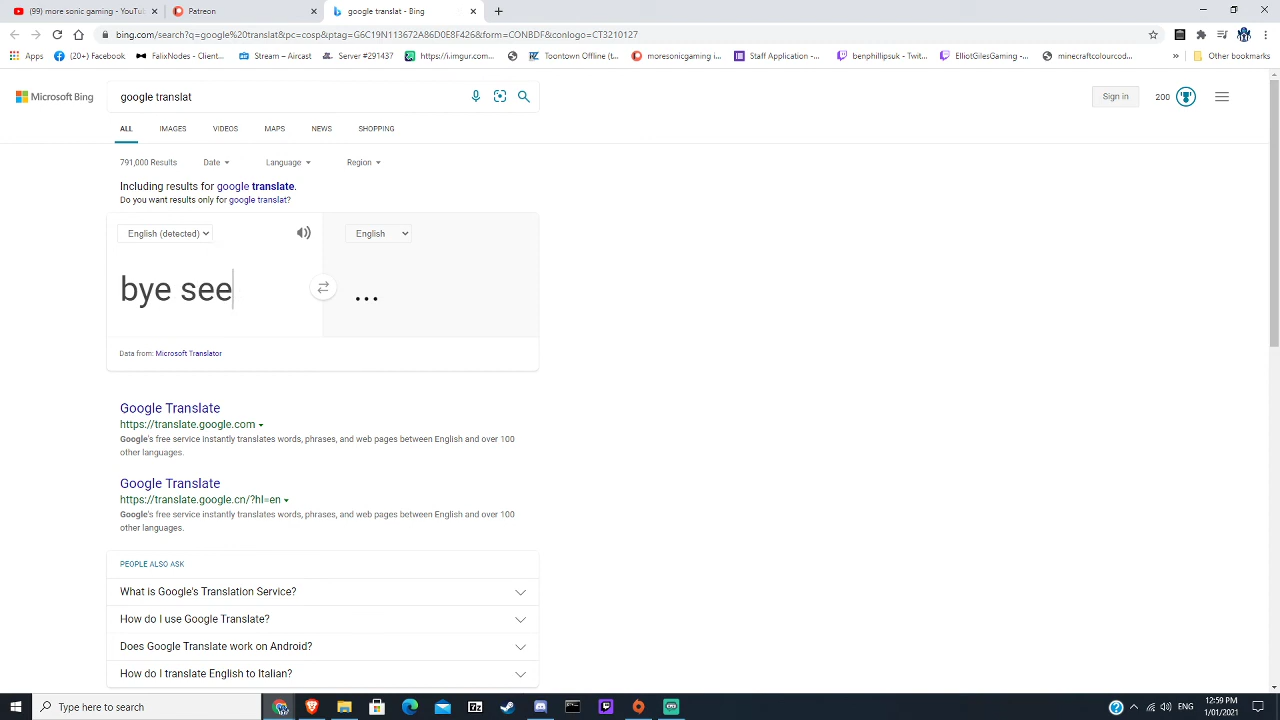 (99) more sonic gaming - YouTu
Patreon
google translat - Bing
bing.com/search?q=google%20translat&pc=cosp&ptag=G6C19N113672A86D0E8F426&form=CONBDF&conlogo=CT3210127
Apps
(20+) Facebook
FelixNodes - Client...
Stream - Aircast
Server #291437
https://i.imgur.com...
Toontown Offline (t...
moresonicgaming i...
Staff Application -...
benphillipsuk - Twit...
ElliotGilesGaming -...
minecraftcolourcod...
Other bookmarks
Microsoft Bing
google translat
Sign in
200
ALL
IMAGES
VIDEOS
MAPS
NEWS
SHOPPING
791,000 Results
Date
Language
Region
Including results for google translate.
Do you want results only for google translat?
English (detected)
English
bye see
...
Data from: Microsoft Translator
Google Translate
https://translate.google.com
Google's free service instantly translates words, phrases, and web pages between English and over 100
other languages.
Google Translate
https://translate.google.cn/?hl=en
Google's free service instantly translates words, phrases, and web pages between English and over 100
other languages.
PEOPLE ALSO ASK
What is Google's Translation Service?
How do I use Google Translate?
Does Google Translate work on Android?
How do I translate English to Italian?
Type here to search
ENG
12:59 PM
1/01/2021